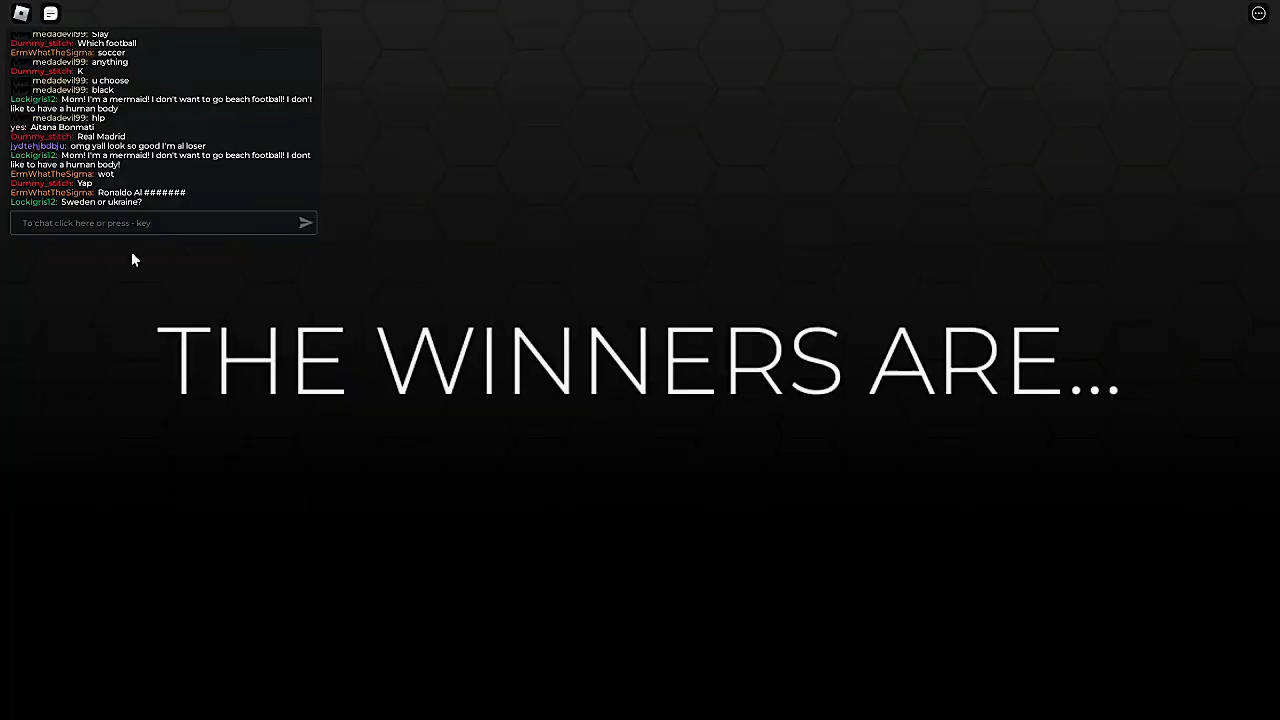 medadevil99: Slay
Dummy_stitch: Which football
ErmWhatTheSigma: soccer
medadevil99: anything
Dummy_stitch: K
medadevil99: u choose
medadevil99: black
Lockigris12: Mom! I'm a mermaid! I don't want to go beach football! I don't
like to have a human body
medadevil99: hlp
yes: Aitana Bonmati
Dummy_stitch: Real Madrid
jydtehjbdbju: omg yall look so good I'm al loser
Lockigris12: Mom! I'm a mermaid! I don't want to go beach football! I dont
like to have a human body!
ErmWhatTheSigma: wot
Dummy_stitch: Yap
ErmWhatTheSigma: Ronaldo Al #######
Lockigris12: Sweden or ukraine?
To chat click here or press - key
THE WINNERS ARE...